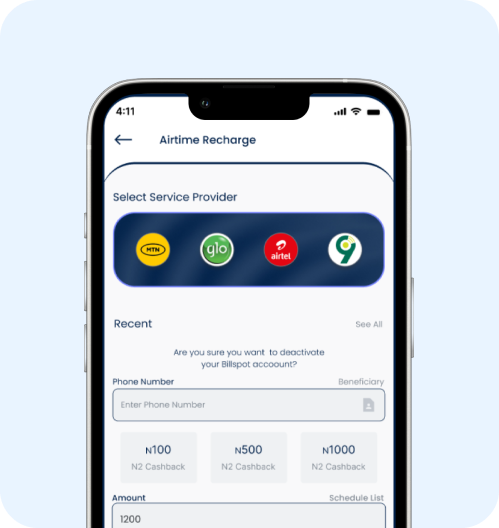 4:11
Airtime Recharge
Select Service Provider
MTN
glo
airtel
9
Recent
See All
Are you sure you want to deactivate
your Billspot accoount?
Phone Number
Beneficiary
Enter Phone Number
N100
N500
N1000
N2 Cashback
N2 Cashback
N2 Cashback
Amount
Schedule List
1200